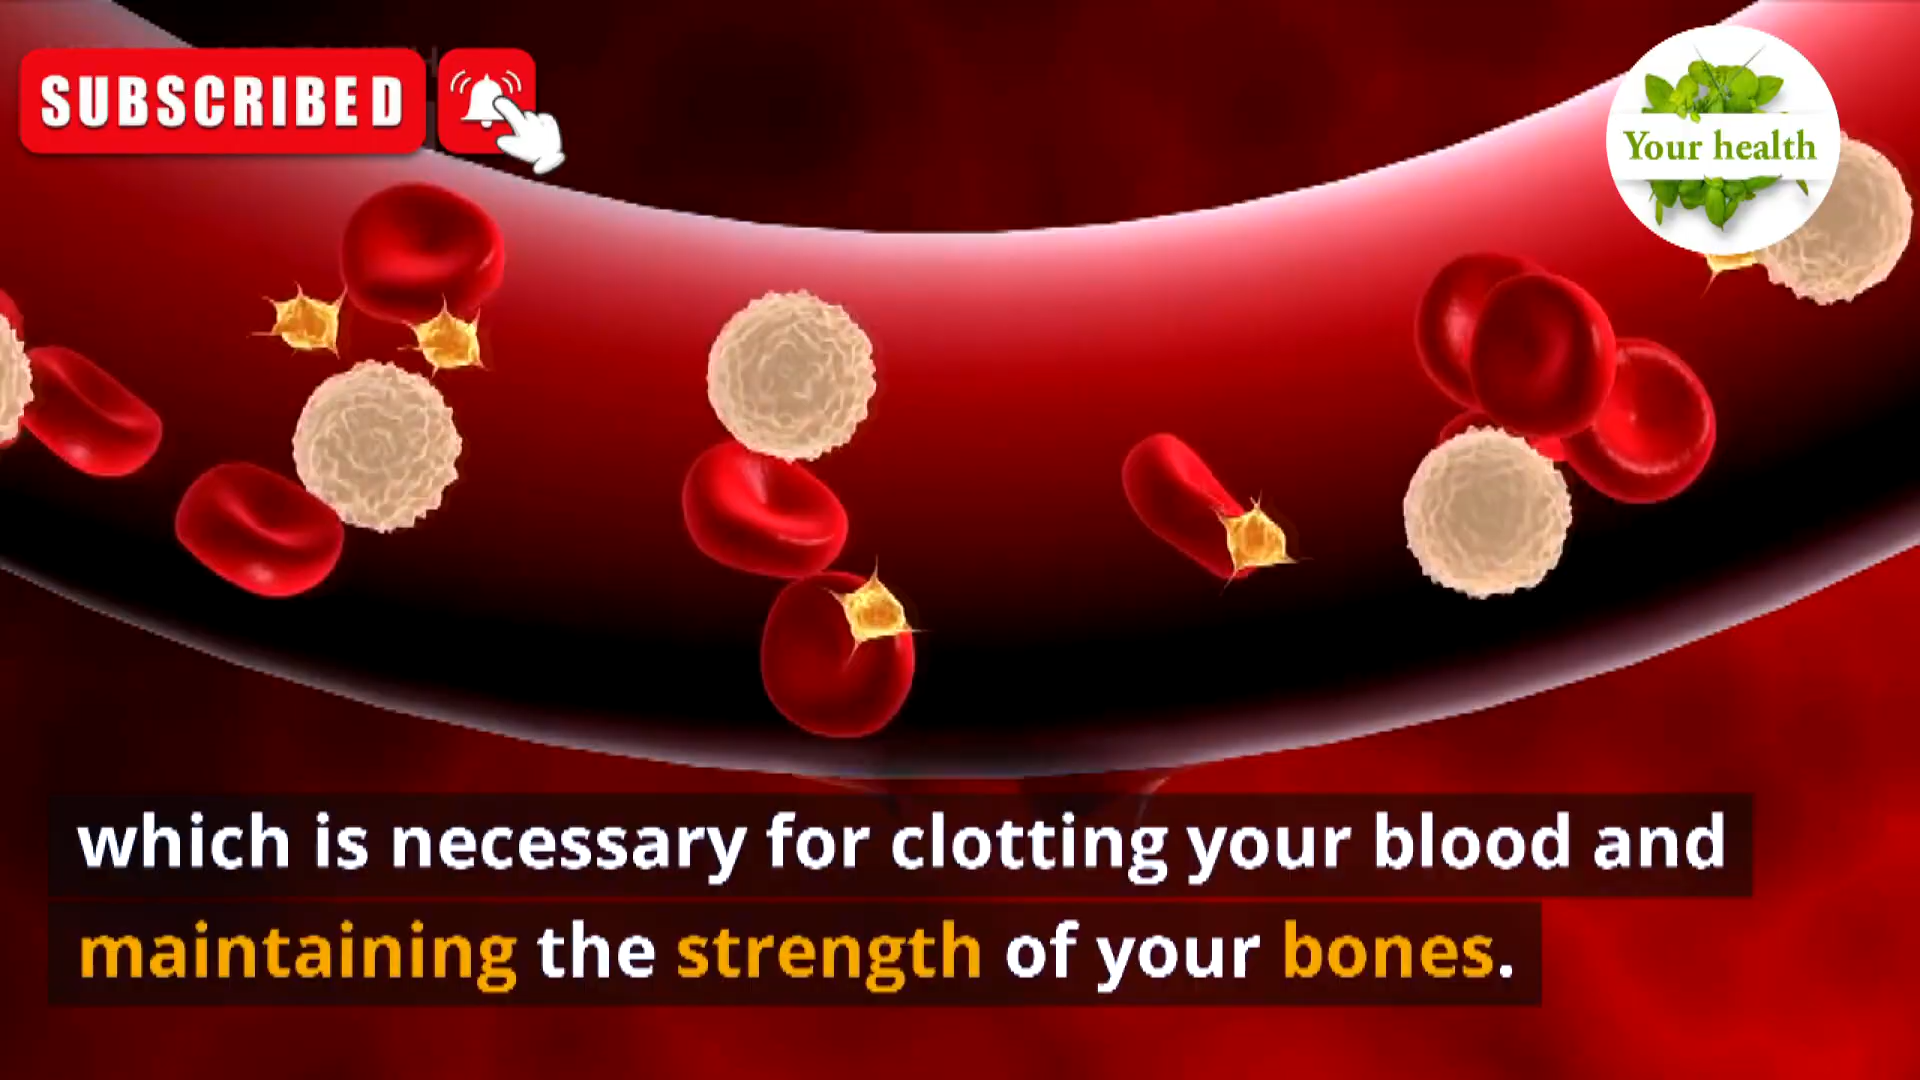 SUBSCRIBED
Your health
which is necessary for clotting your blood and
maintaining the strength of your bones.